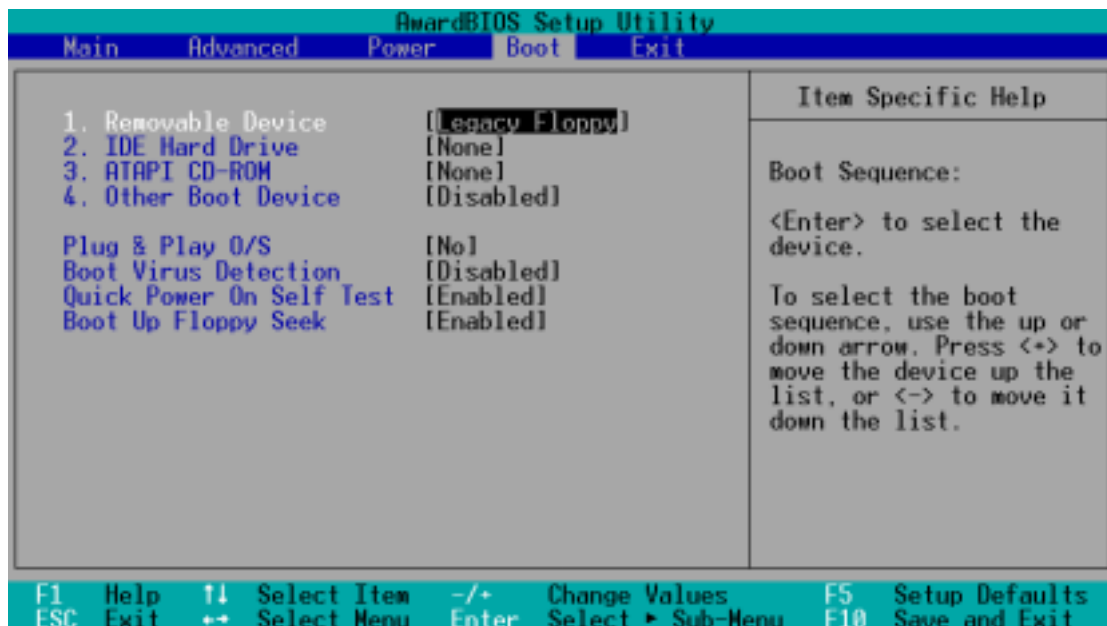 AwardBIOS Setup Utility
Main Advanced Power Boot Exit
1. Removable Device [Legacy Floppy]
2. IDE Hard Drive [None]
3. ATAPI CD-ROM [None]
4. Other Boot Device [Disabled]
Plug & Play O/S [No]
Boot Virus Detection [Disabled]
Quick Power On Self Test [Enabled]
Boot Up Floppy Seek [Enabled]
Item Specific Help
Boot Sequence:
<Enter> to select the
device.
To select the boot
sequence, use the up or
down arrow. Press <+> to
move the device up the
list, or <-> to move it
down the list.
F1 Help ↑↓ Select Item -/+ Change Values F5 Setup Defaults
ESC Exit ←→ Select Menu Enter Select ► Sub-Menu F10 Save and Exit